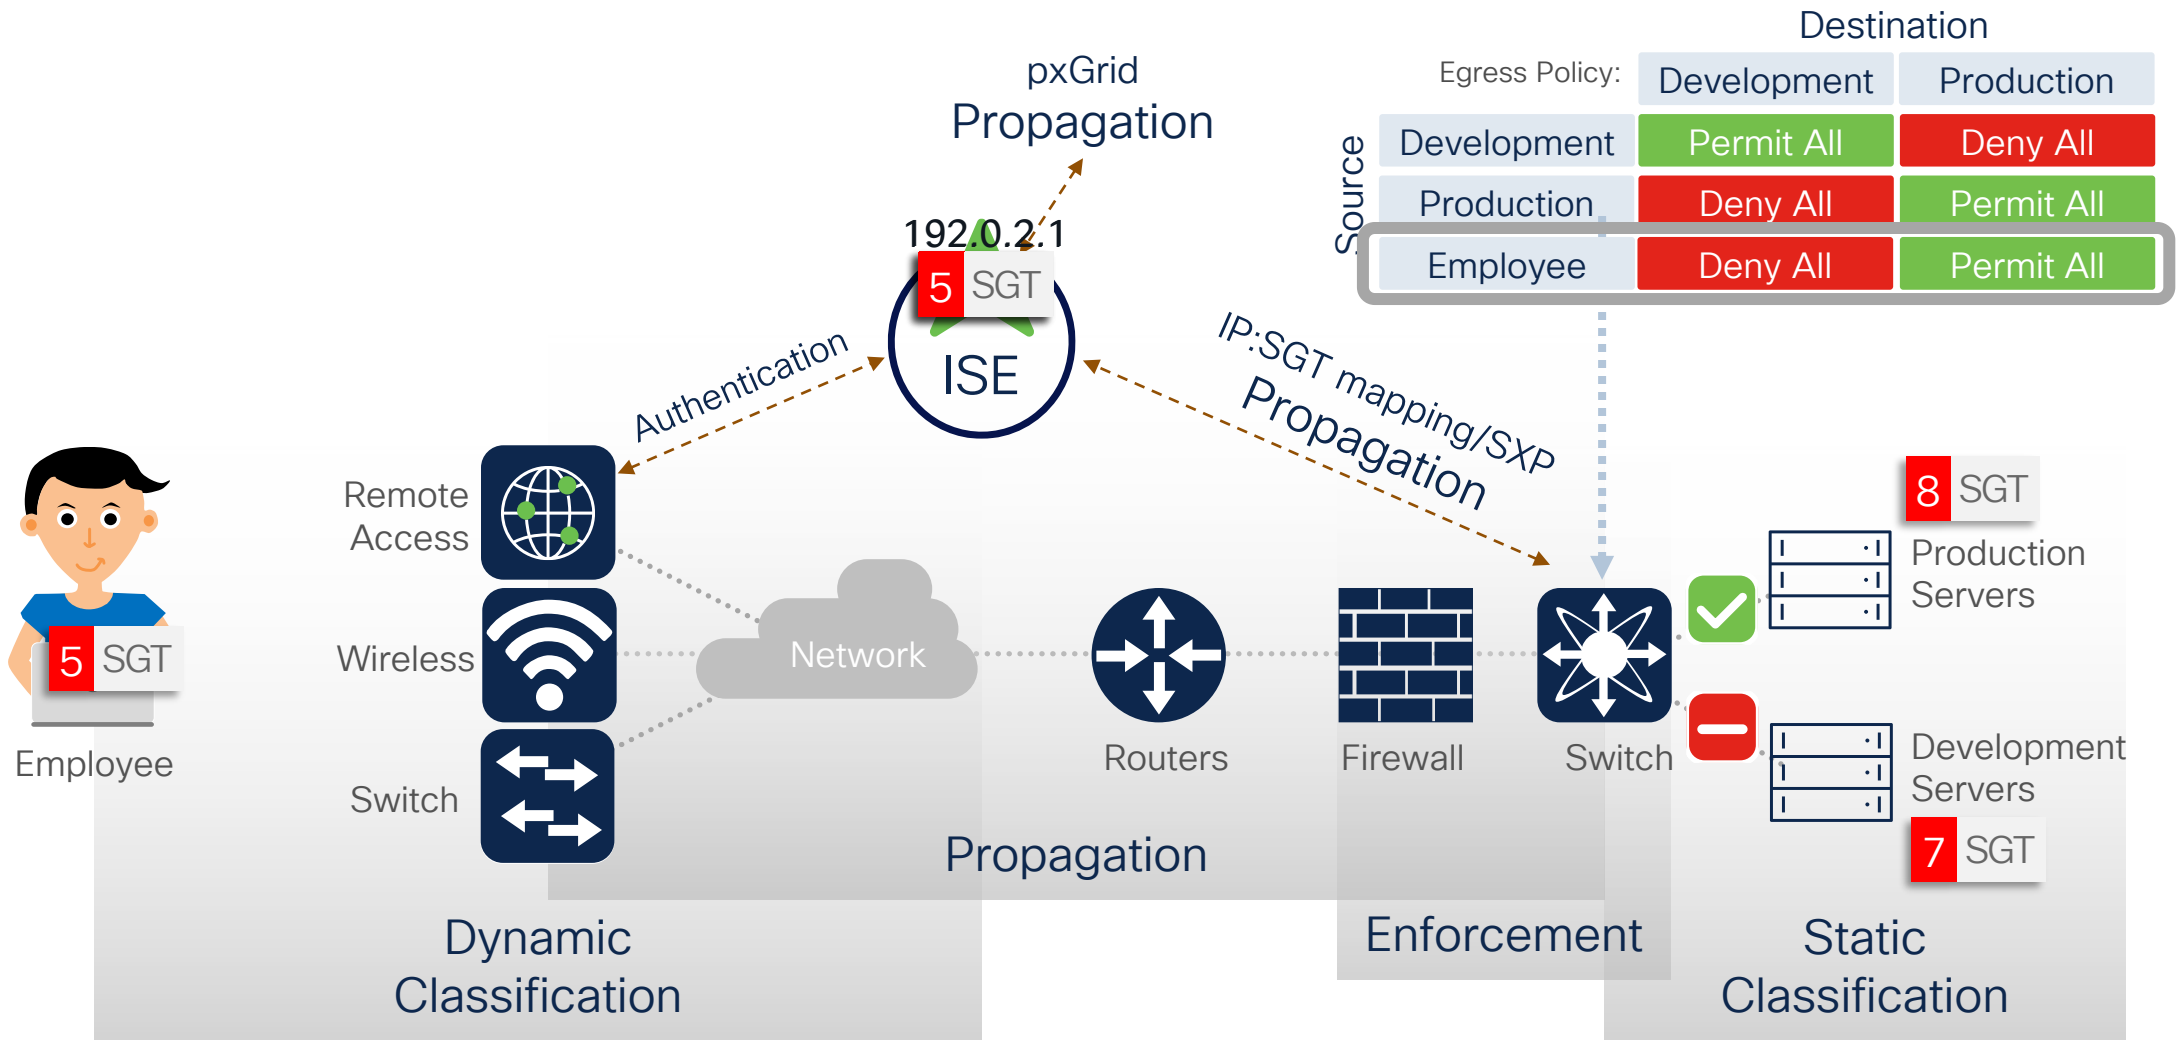 pxGrid
Propagation
Destination
Egress Policy:
Development
Production
Source
Development
Permit All
Deny All
Production
Deny All
Permit All
Employee
Deny All
Permit All
192.0.2.1
5 SGT
ISE
Authentication
IP:SGT mapping/SXP
Propagation
Remote
Access
Wireless
Switch
5 SGT
Employee
Network
Routers
Firewall
Switch
8 SGT
Production
Servers
Development
Servers
7 SGT
Propagation
Dynamic
Classification
Enforcement
Static
Classification